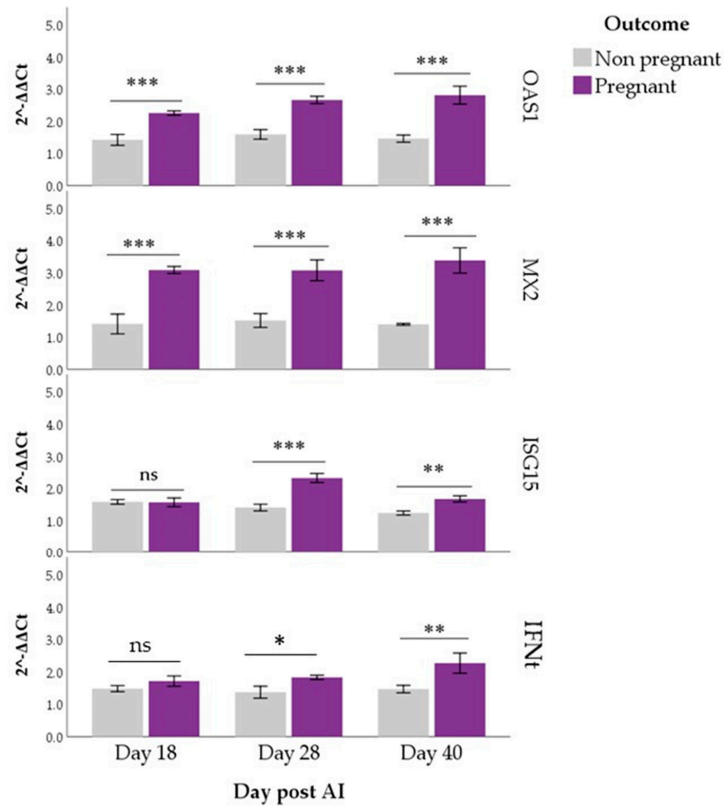 Outcome
Non pregnant
Pregnant
5.0
4.0
3.0
2.0
1.0
0.0
2^-ΔΔCt
***
***
***
OAS1
5.0
4.0
3.0
2.0
1.0
0.0
2^-ΔΔCt
***
***
***
MX2
5.0
4.0
3.0
2.0
1.0
0.0
2^-ΔΔCt
ns
***
**
ISG15
5.0
4.0
3.0
2.0
1.0
0.0
2^-ΔΔCt
ns
*
**
IFNt
Day 18 Day 28 Day 40
Day post AI